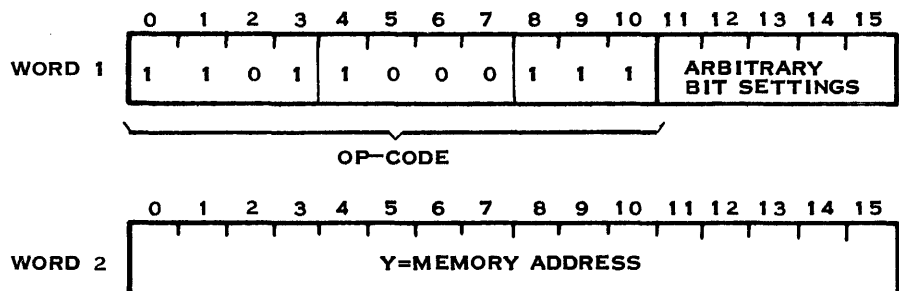 0 1 2 3 4 5 6 7 8 9 10 11 12 13 14 15
WORD 1 1 1 0 1 1 0 0 0 1 1 1 ARBITRARY
BIT SETTINGS
OP-CODE
0 1 2 3 4 5 6 7 8 9 10 11 12 13 14 15
WORD 2 Y=MEMORY ADDRESS